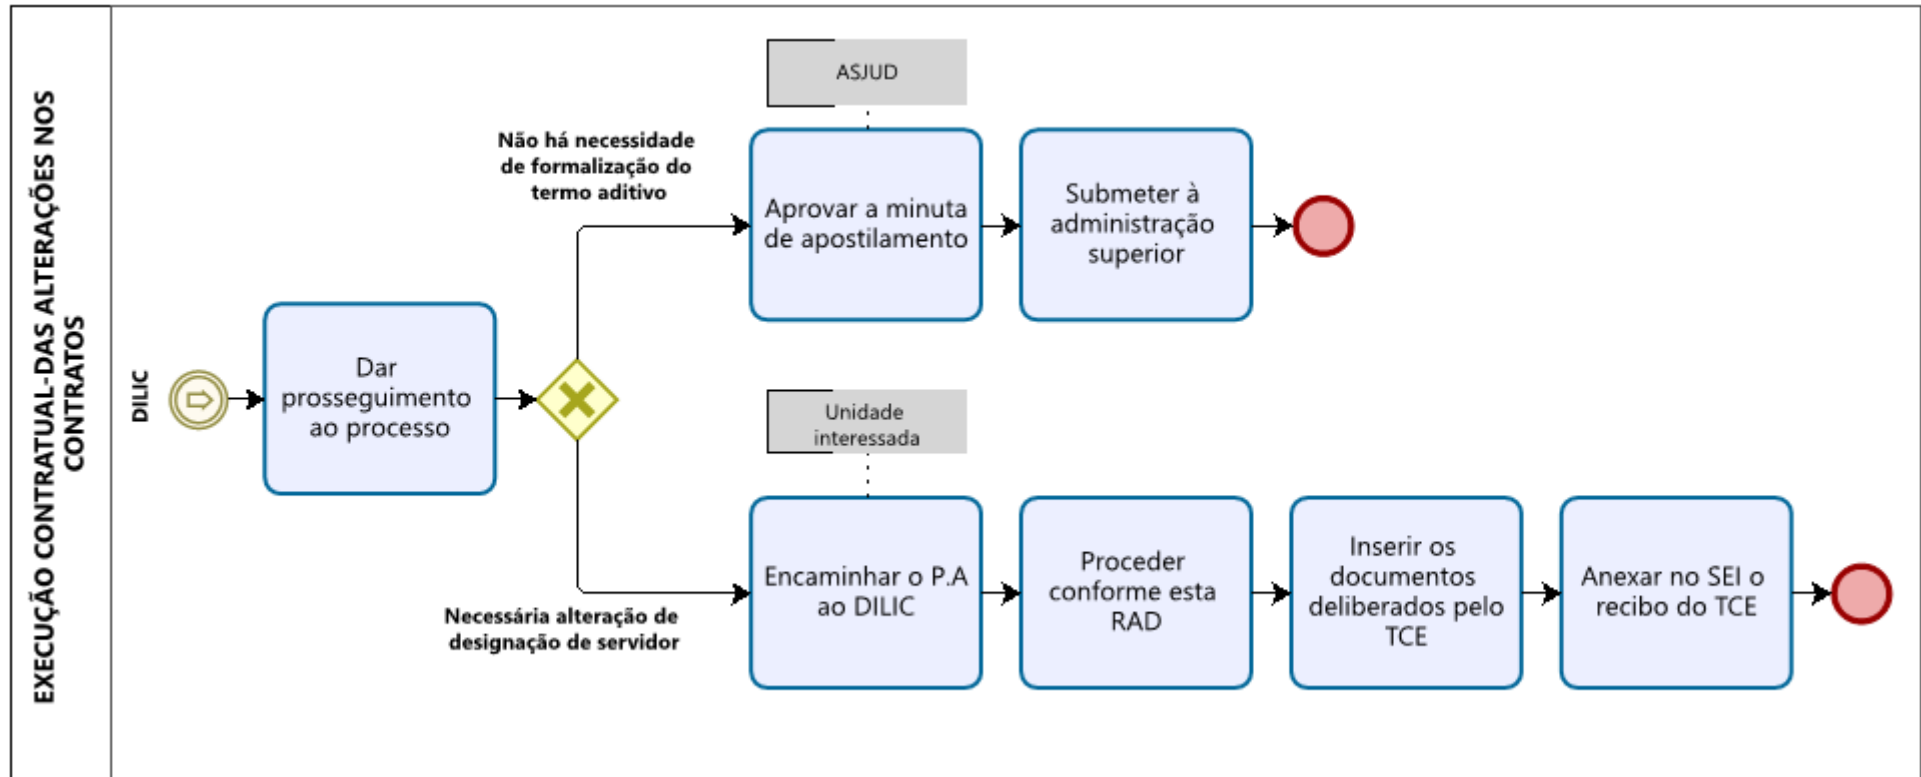 EXECUÇÃO CONTRATUAL-DAS ALTERAÇÕES NOS
CONTRATOS
DILIC
Dar
prosseguimento
ao processo
Não há necessidade
de formalização do
termo aditivo
ASJUD
Aprovar a minuta
de apostilamento
Submeter à
administração
superior
Necessária alteração de
designação de servidor
Unidade
interessada
Encaminhar o P.A
ao DILIC
Proceder
conforme esta
RAD
Inserir os
documentos
deliberados pelo
TCE
Anexar no SEI o
recibo do TCE